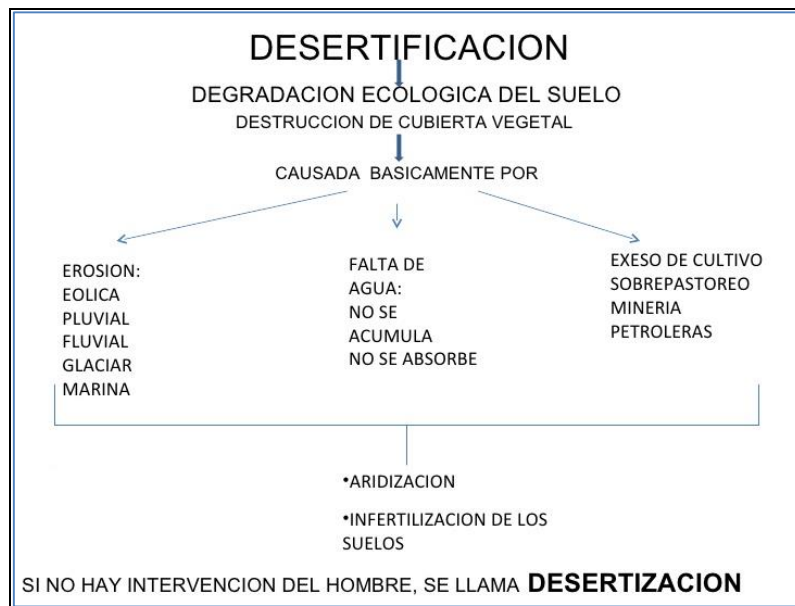 DESERTIFICACION
DEGRADACION ECOLOGICA DEL SUELO
DESTRUCCION DE CUBIERTA VEGETAL
CAUSADA BASICAMENTE POR
EROSION:
EOLICA
PLUVIAL
FLUVIAL
GLACIAR
MARINA
FALTA DE
AGUA:
NO SE
ACUMULA
NO SE ABSORBE
EXESO DE CULTIVO
SOBREPASTOREO
MINERIA
PETROLERAS
•ARIDIZACION
•INFERTILIZACION DE LOS
SUELOS
SI NO HAY INTERVENCION DEL HOMBRE, SE LLAMA DESERTIZACION